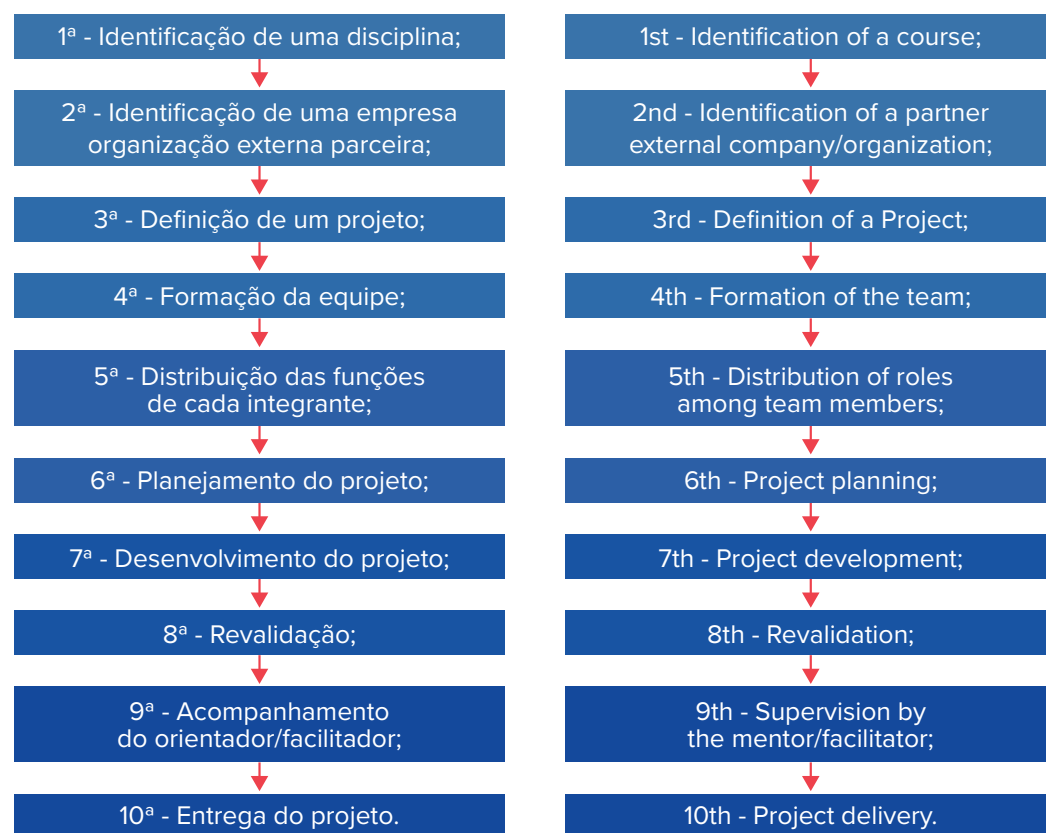 1ª - Identificação de uma disciplina;
2ª - Identificação de uma empresa
organização externa parceira;
3ª - Definição de um projeto;
4ª - Formação da equipe;
5ª - Distribuição das funções
de cada integrante;
6ª - Planejamento do projeto;
7ª - Desenvolvimento do projeto;
8ª - Revalidação;
9ª - Acompanhamento
do orientador/facilitador;
10ª - Entrega do projeto.
1st - Identification of a course;
2nd - Identification of a partner
external company/organization;
3rd - Definition of a Project;
4th - Formation of the team;
5th - Distribution of roles
among team members;
6th - Project planning;
7th - Project development;
8th - Revalidation;
9th - Supervision by
the mentor/facilitator;
10th - Project delivery.